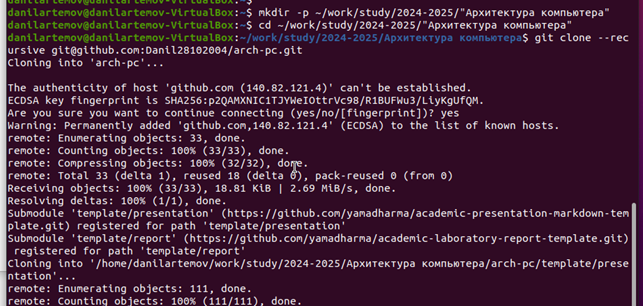 danilartemov@danilartemov-VirtualBox:~$ mkdir -p ~/work/study/2024-2025/"Архитектура компьютера"
danilartemov@danilartemov-VirtualBox:~$ cd ~/work/study/2024-2025/"Архитектура компьютера"
danilartemov@danilartemov-VirtualBox:~/work/study/2024-2025/Архитектура компьютера$ git clone --rec
ursive git@github.com:Danil28102004/arch-pc.git
Cloning into 'arch-pc'...
The authenticity of host 'github.com (140.82.121.4)' can't be established.
ECDSA key fingerprint is SHA256:p2QAMXNIC1TJYWeIOttrVc98/R1BUFWu3/LiyKgUfQM.
Are you sure you want to continue connecting (yes/no/[fingerprint])? yes
Warning: Permanently added 'github.com,140.82.121.4' (ECDSA) to the list of known hosts.
remote: Enumerating objects: 33, done.
remote: Counting objects: 100% (33/33), done.
remote: Compressing objects: 100% (32/32), done.
remote: Total 33 (delta 1), reused 18 (delta 0), pack-reused 0 (from 0)
Receiving objects: 100% (33/33), 18.81 KiB | 2.69 MiB/s, done.
Resolving deltas: 100% (1/1), done.
Submodule 'template/presentation' (https://github.com/yamadharma/academic-presentation-markdown-tem
plate.git) registered for path 'template/presentation'
Submodule 'template/report' (https://github.com/yamadharma/academic-laboratory-report-template.git)
 registered for path 'template/report'
Cloning into '/home/danilartemov/work/study/2024-2025/Архитектура компьютера/arch-pc/template/prese
ntation'...
remote: Enumerating objects: 111, done.
remote: Counting objects: 100% (111/111), done.